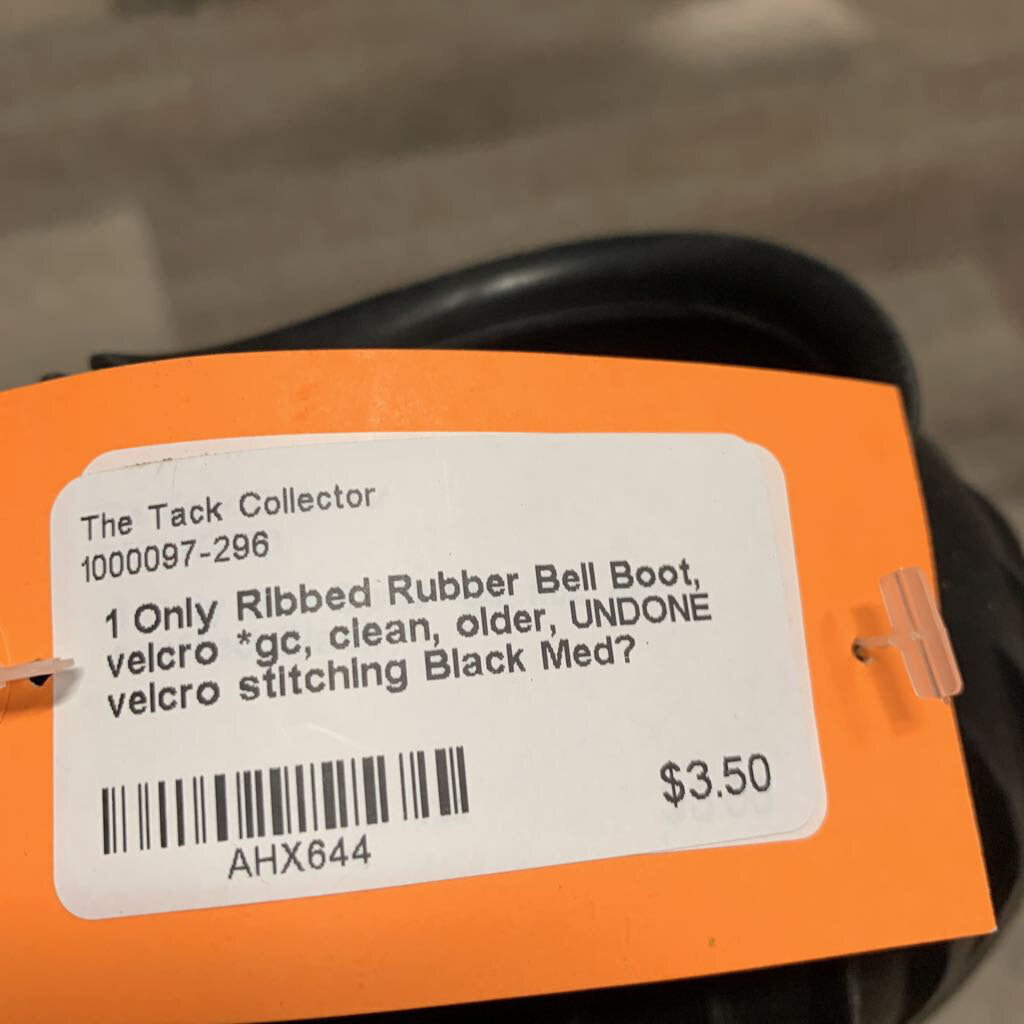 The Tack Collector
1000097-296
1 Only Ribbed Rubber Bell Boot,
velcro *gc, clean, older, UNDONE
velcro stitching Black Med?
$3.50
AHX644